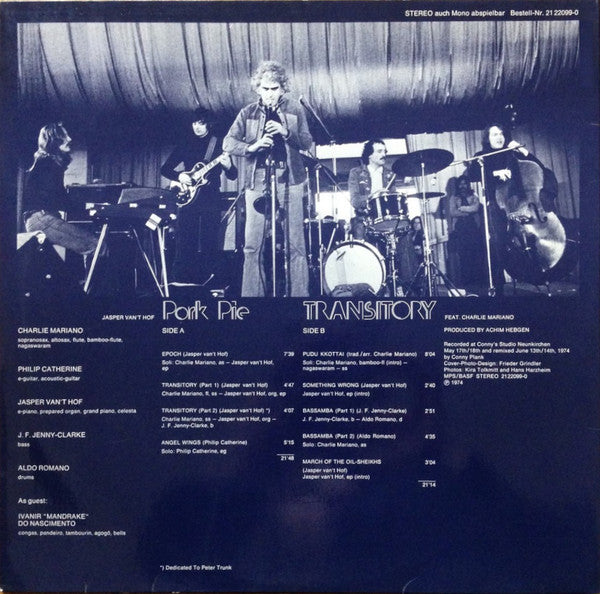 STEREO auch Mono abspielbar Bestell-Nr. 21 22099-0
JASPER VAN'T HOF Pork Pie TRANSITORY FEAT. CHARLIE MARIANO
CHARLIE MARIANO
sopranosax, altosax, flute, bamboo-flute,
nagaswaram
PHILIP CATHERINE
e-guitar, acoustic-guitar
JASPER VAN'T HOF
e-piano, prepared organ, grand piano, celesta
J. F. JENNY-CLARKE
bass
ALDO ROMANO
drums
As guest:
IVANIR "MANDRAKE"
DO NASCIMENTO
congas, pandeiro, tambourin, agogô, bells
SIDE A
EPOCH (Jasper van't Hof) 7'39
Soli: Charlie Mariano, as — Jasper van't Hof,
ep
TRANSITORY (Part 1) (Jasper van't Hof) 4'47
Charlie Mariano, fl, ss — Jasper van't Hof, org, ep
TRANSITORY (Part 2) (Jasper van't Hof) *) 4'07
Charlie Mariano, ss — Jasper van't Hof, org —
J. F. Jenny-Clarke, b
ANGEL WINGS (Philip Catherine) 5'15
Solo: Philip Catherine, eg
21'48
*) Dedicated To Peter Trunk
SIDE B
PUDU KKOTTAI (trad./arr. Charlie Mariano) 8'04
Soli: Charlie Mariano, bamboo-fl (intro) —
nagaswaram — ss
SOMETHING WRONG (Jasper van't Hof) 2'40
Jasper van't Hof, ep
BASSAMBA (Part 1) (J. F. Jenny-Clarke) 2'51
J. F. Jenny-Clarke, b — Aldo Romano, d
BASSAMBA (Part 2) (Aldo Romano) 4'35
Solo: Charlie Mariano, as
MARCH OF THE OIL-SHEIKHS 3'04
(Jasper van't Hof)
Jasper van't Hof, ep (intro)
21'14
PRODUCED BY ACHIM HEBGEN
Recorded at Conny's Studio Neunkirchen
May 17th/18th and remixed June 13th/14th, 1974
by Conny Plank
Cover-Photo-Design: Frieder Grindler
Photos: Kira Tolkmitt and Hans Harzheim
MPS/BASF STEREO 2122099-0
℗ 1974